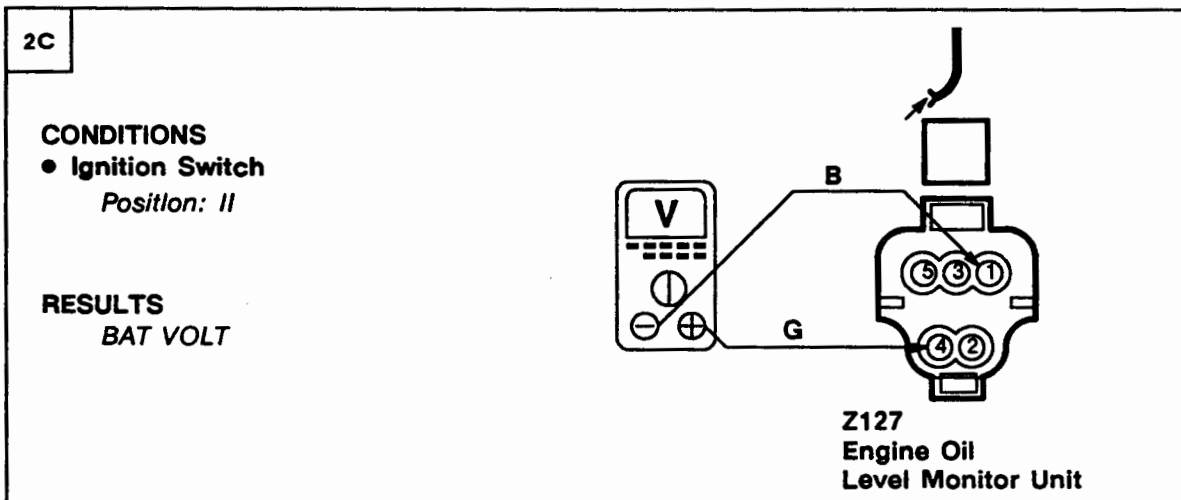 2C
CONDITIONS
● Ignition Switch
Position: II
RESULTS
BAT VOLT
V
B
G
5 3 1
4 2
Z127
Engine Oil
Level Monitor Unit